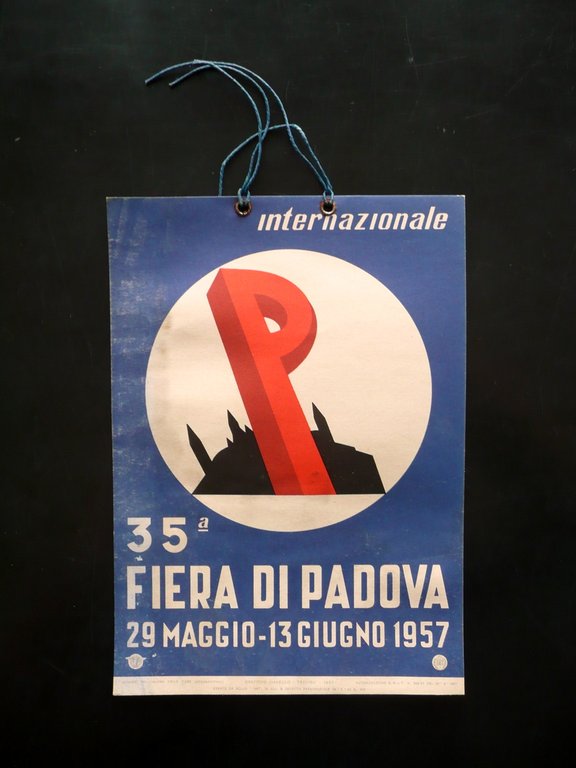 internazionale
P
35ª
FIERA DI PADOVA
29 MAGGIO-13 GIUGNO 1957